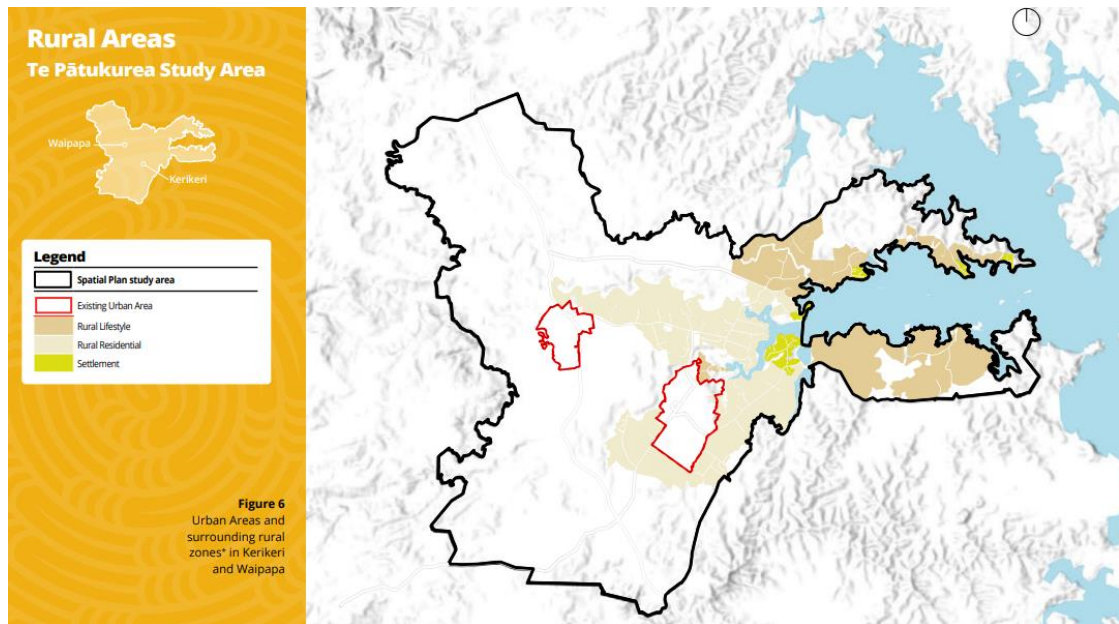 Rural Areas
Te Pātukurea Study Area
Waipapa
Kerikeri
Legend
Spatial Plan study area
Existing Urban Area
Rural Lifestyle
Rural Residential
Settlement
Figure 6
Urban Areas and
surrounding rural
zones* in Kerikeri
and Waipapa